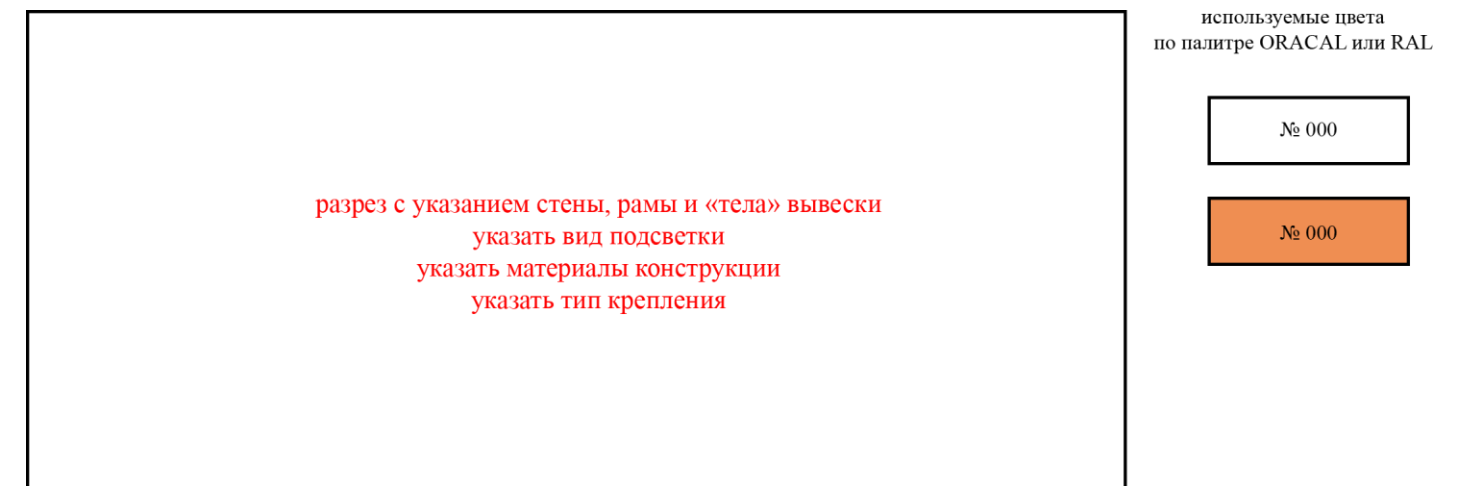 используемые цвета
по палитре ORACAL или RAL
№ 000
№ 000
разрез с указанием стены, рамы и «тела» вывески
указать вид подсветки
указать материалы конструкции
указать тип крепления